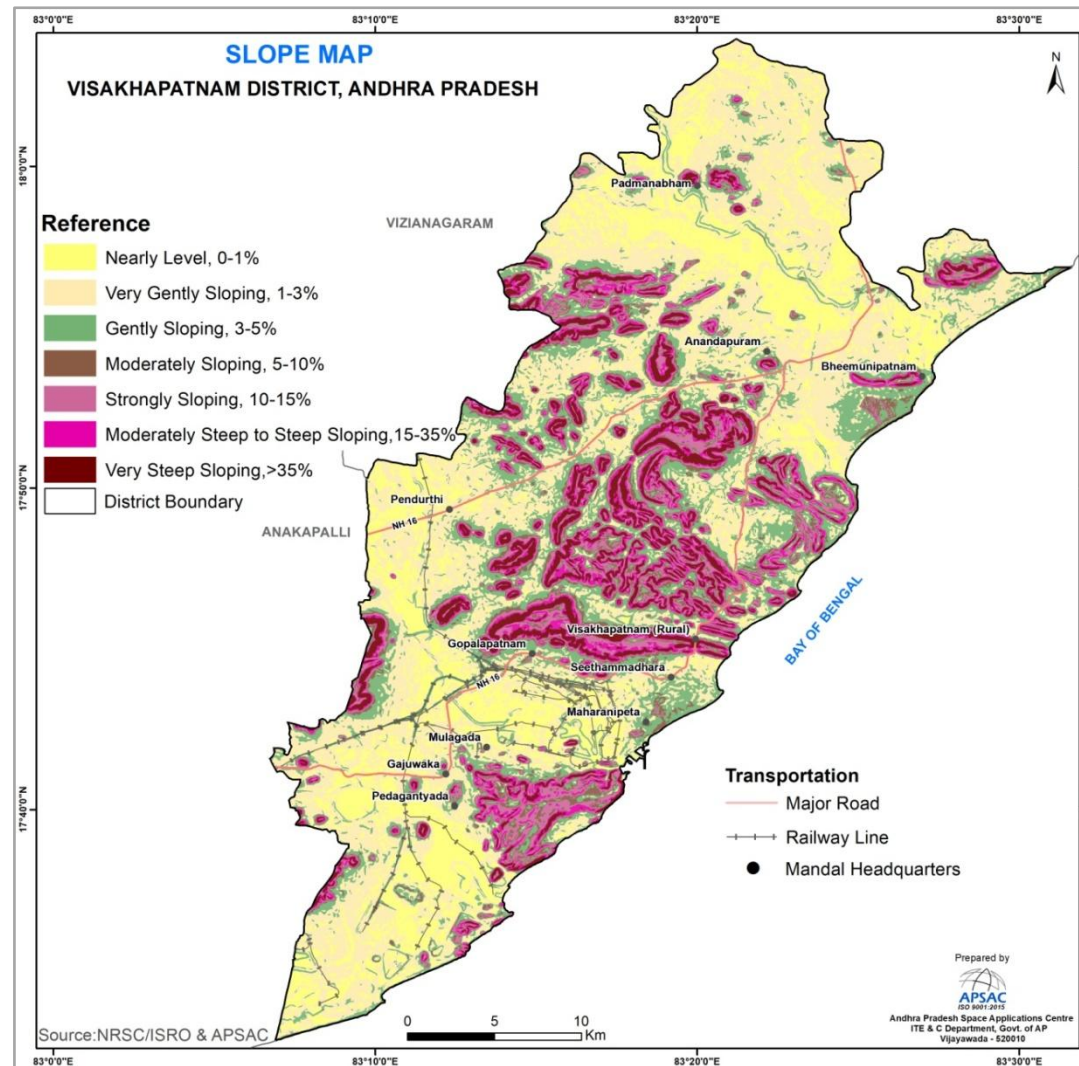 83°0'0"E
83°10'0"E
83°20'0"E
83°30'0"E
SLOPE MAP
VISAKHAPATNAM DISTRICT, ANDHRA PRADESH
N
18°0'0"N
Padmanabham
Reference
VIZIANAGARAM
Nearly Level, 0-1%
Very Gently Sloping, 1-3%
Gently Sloping, 3-5%
Anandapuram
Moderately Sloping, 5-10%
Bheemunipatnam
Strongly Sloping, 10-15%
Moderately Steep to Steep Sloping,15-35%
Very Steep Sloping,>35%
17°50'0"N
District Boundary
Pendurthi
NH 16
ANAKAPALLI
BAY OF BENGAL
Visakhapatnam (Rural)
Gopalapatnam
Seethammadhara
NH 16
Maharanipeta
Mulagada
Gajuwaka
Pedagantyada
17°40'0"N
Transportation
Major Road
Railway Line
Mandal Headquarters
Prepared by
APSAC
ISO 9001:2015
Andhra Pradesh Space Applications Centre
ITE & C Department, Govt. of AP
Vijayawada - 520010
Source:NRSC/ISRO & APSAC
0 5 10
Km
83°0'0"E
83°10'0"E
83°20'0"E
83°30'0"E